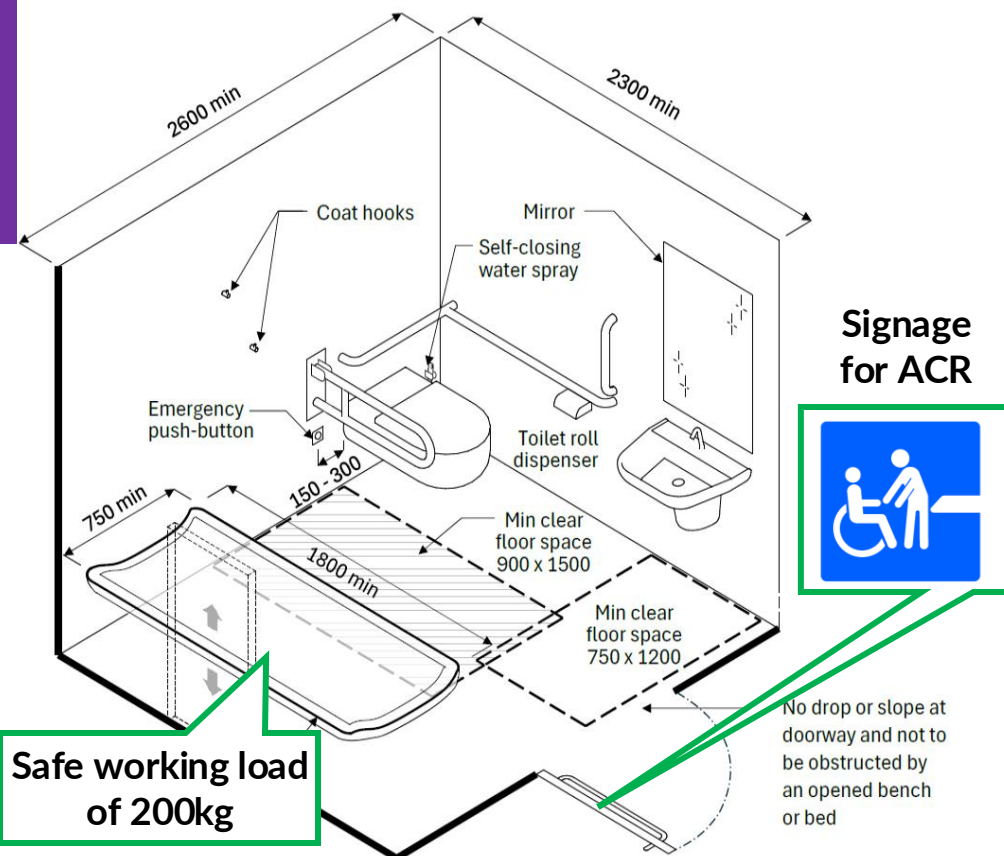 2600 min
2300 min
Coat hooks
Mirror
Self-closing
water spray
Signage
for ACR
Emergency
push-button
Toilet roll
dispenser
150 - 300
750 min
1800 min
Min clear
floor space
900 x 1500
Min clear
floor space
750 x 1200
No drop or slope at
doorway and not to
be obstructed by
an opened bench
or bed
Safe working load
of 200kg